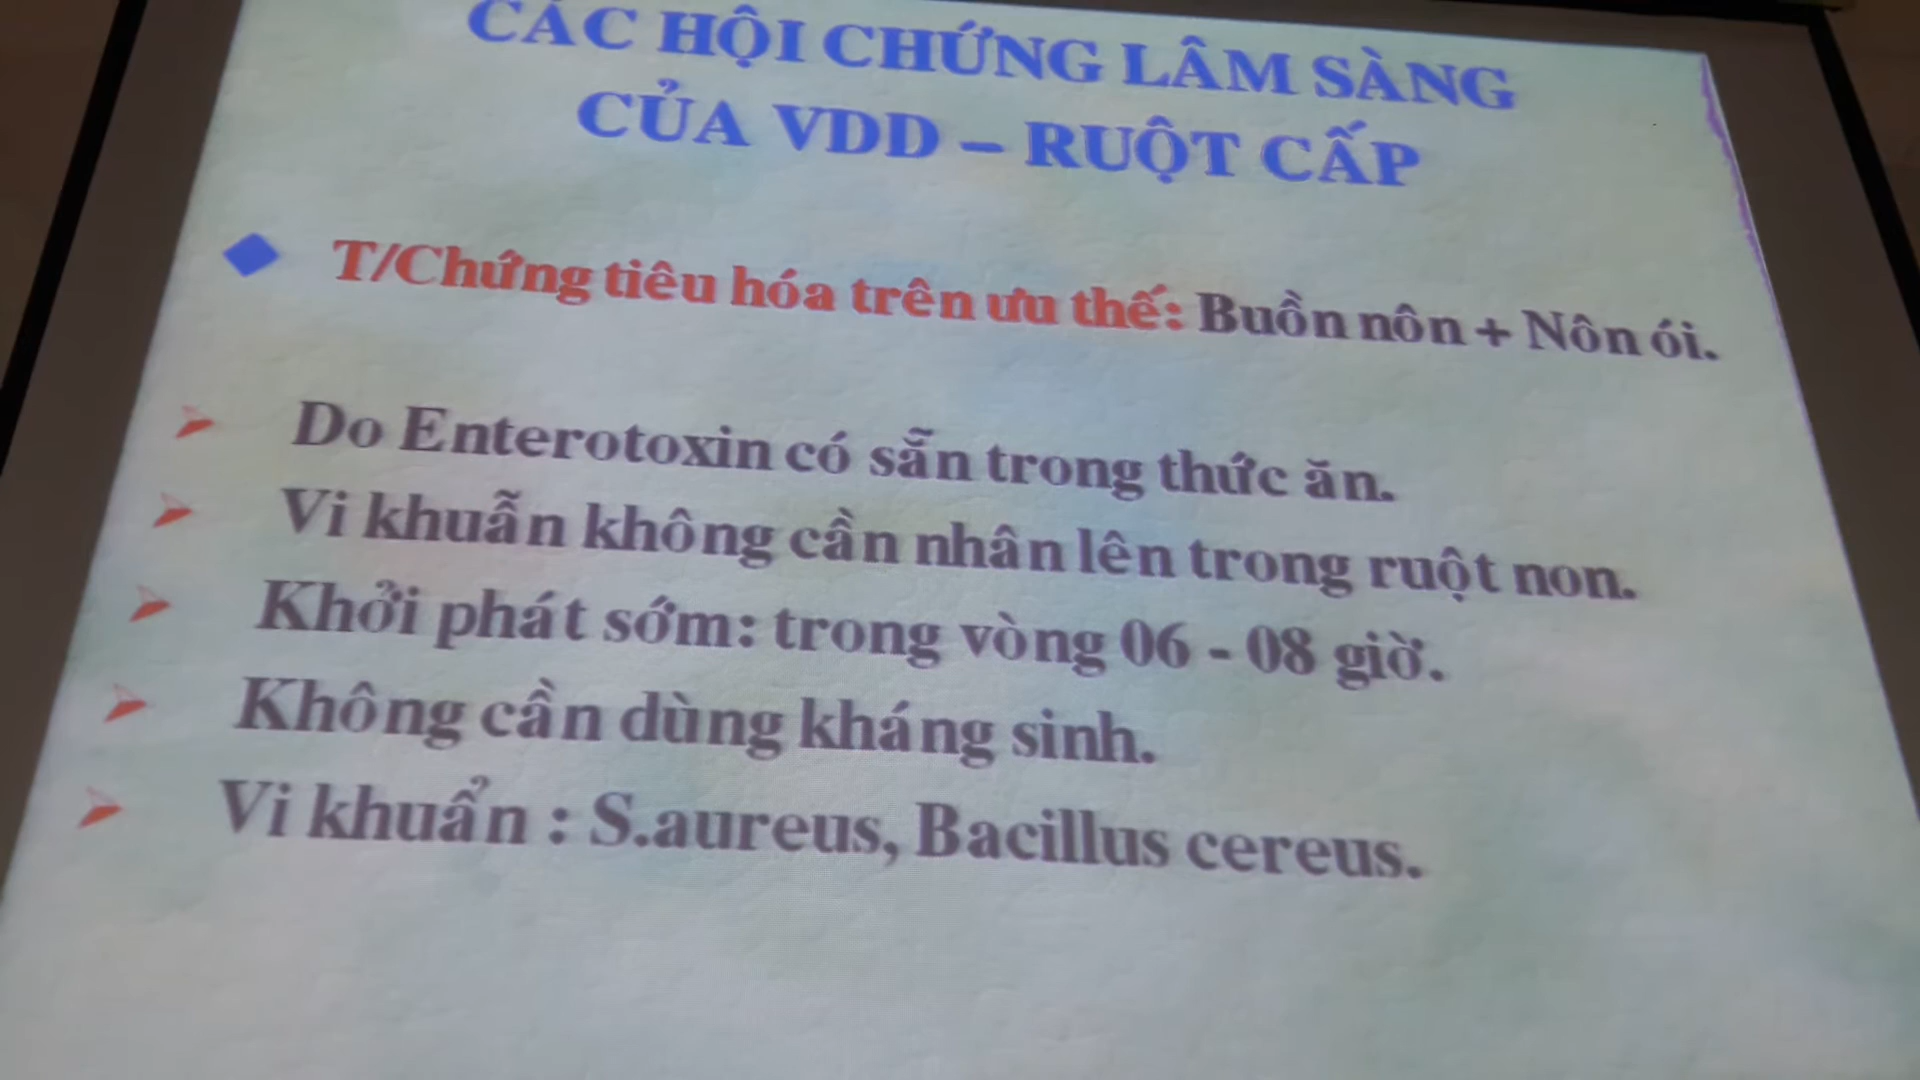 CÁC HỘI CHỨNG LÂM SÀNG
CỦA VDD – RUỘT CẤP
T/Chứng tiêu hóa trên ưu thế: Buồn nôn + Nôn ói.
Do Enterotoxin có sẵn trong thức ăn.
Vi khuẫn không cần nhân lên trong ruột non.
Khởi phát sớm: trong vòng 06 - 08 giờ.
Không cần dùng kháng sinh.
Vi khuẩn : S.aureus, Bacillus cereus.